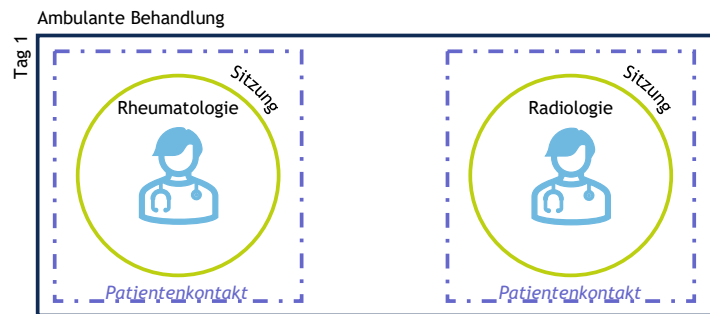 Ambulante Behandlung
Tag 1
Sitzung
Rheumatologie
Patientenkontakt
Sitzung
Radiologie
Patientenkontakt